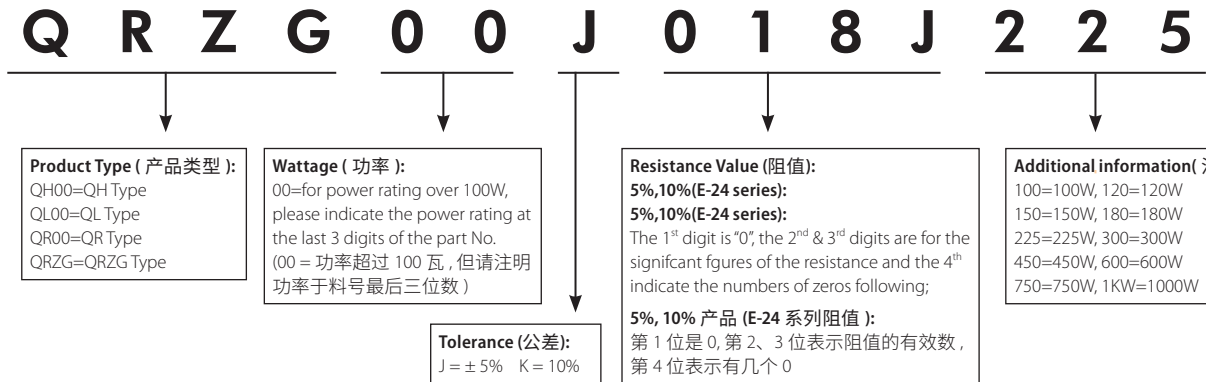 QRZG00J018J225
Product Type ( 产品类型 ):
QH00=QH Type
QL00=QL Type
QR00=QR Type
QRZG=QRZG Type
Wattage ( 功率 ):
00=for power rating over 100W,
please indicate the power rating at
the last 3 digits of the part No.
(00 = 功率超过 100 瓦 , 但请注明
功率于料号最后三位数 )
Tolerance (公差):
J = ± 5% K = 10%
Resistance Value (阻值):
5%,10%(E-24 series):
5%,10%(E-24 series):
The 1st digit is “0”, the 2nd & 3rd digits are for the
signifcant fgures of the resistance and the 4th
indicate the numbers of zeros following;
5%, 10% 产品 (E-24 系列阻值 ):
第 1 位是 0, 第 2、3 位表示阻值的有效数 ,
第 4 位表示有几个 0
Additional information(
100=100W, 120=120W
150=150W, 180=180W
225=225W, 300=300W
450=450W, 600=600W
750=750W, 1KW=1000W